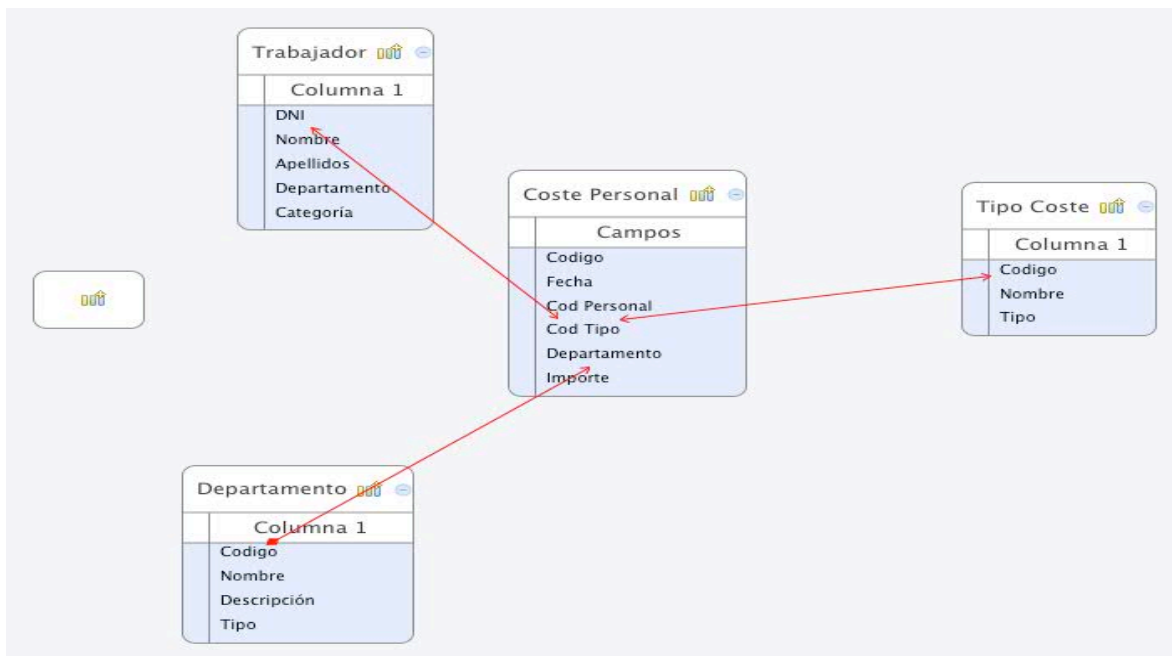 Trabajador
Columna 1
DNI
Nombre
Apellidos
Departamento
Categoría
Coste Personal
Campos
Codigo
Fecha
Cod Personal
Cod Tipo
Departamento
Importe
Tipo Coste
Columna 1
Codigo
Nombre
Tipo
Departamento
Columna 1
Codigo
Nombre
Descripción
Tipo